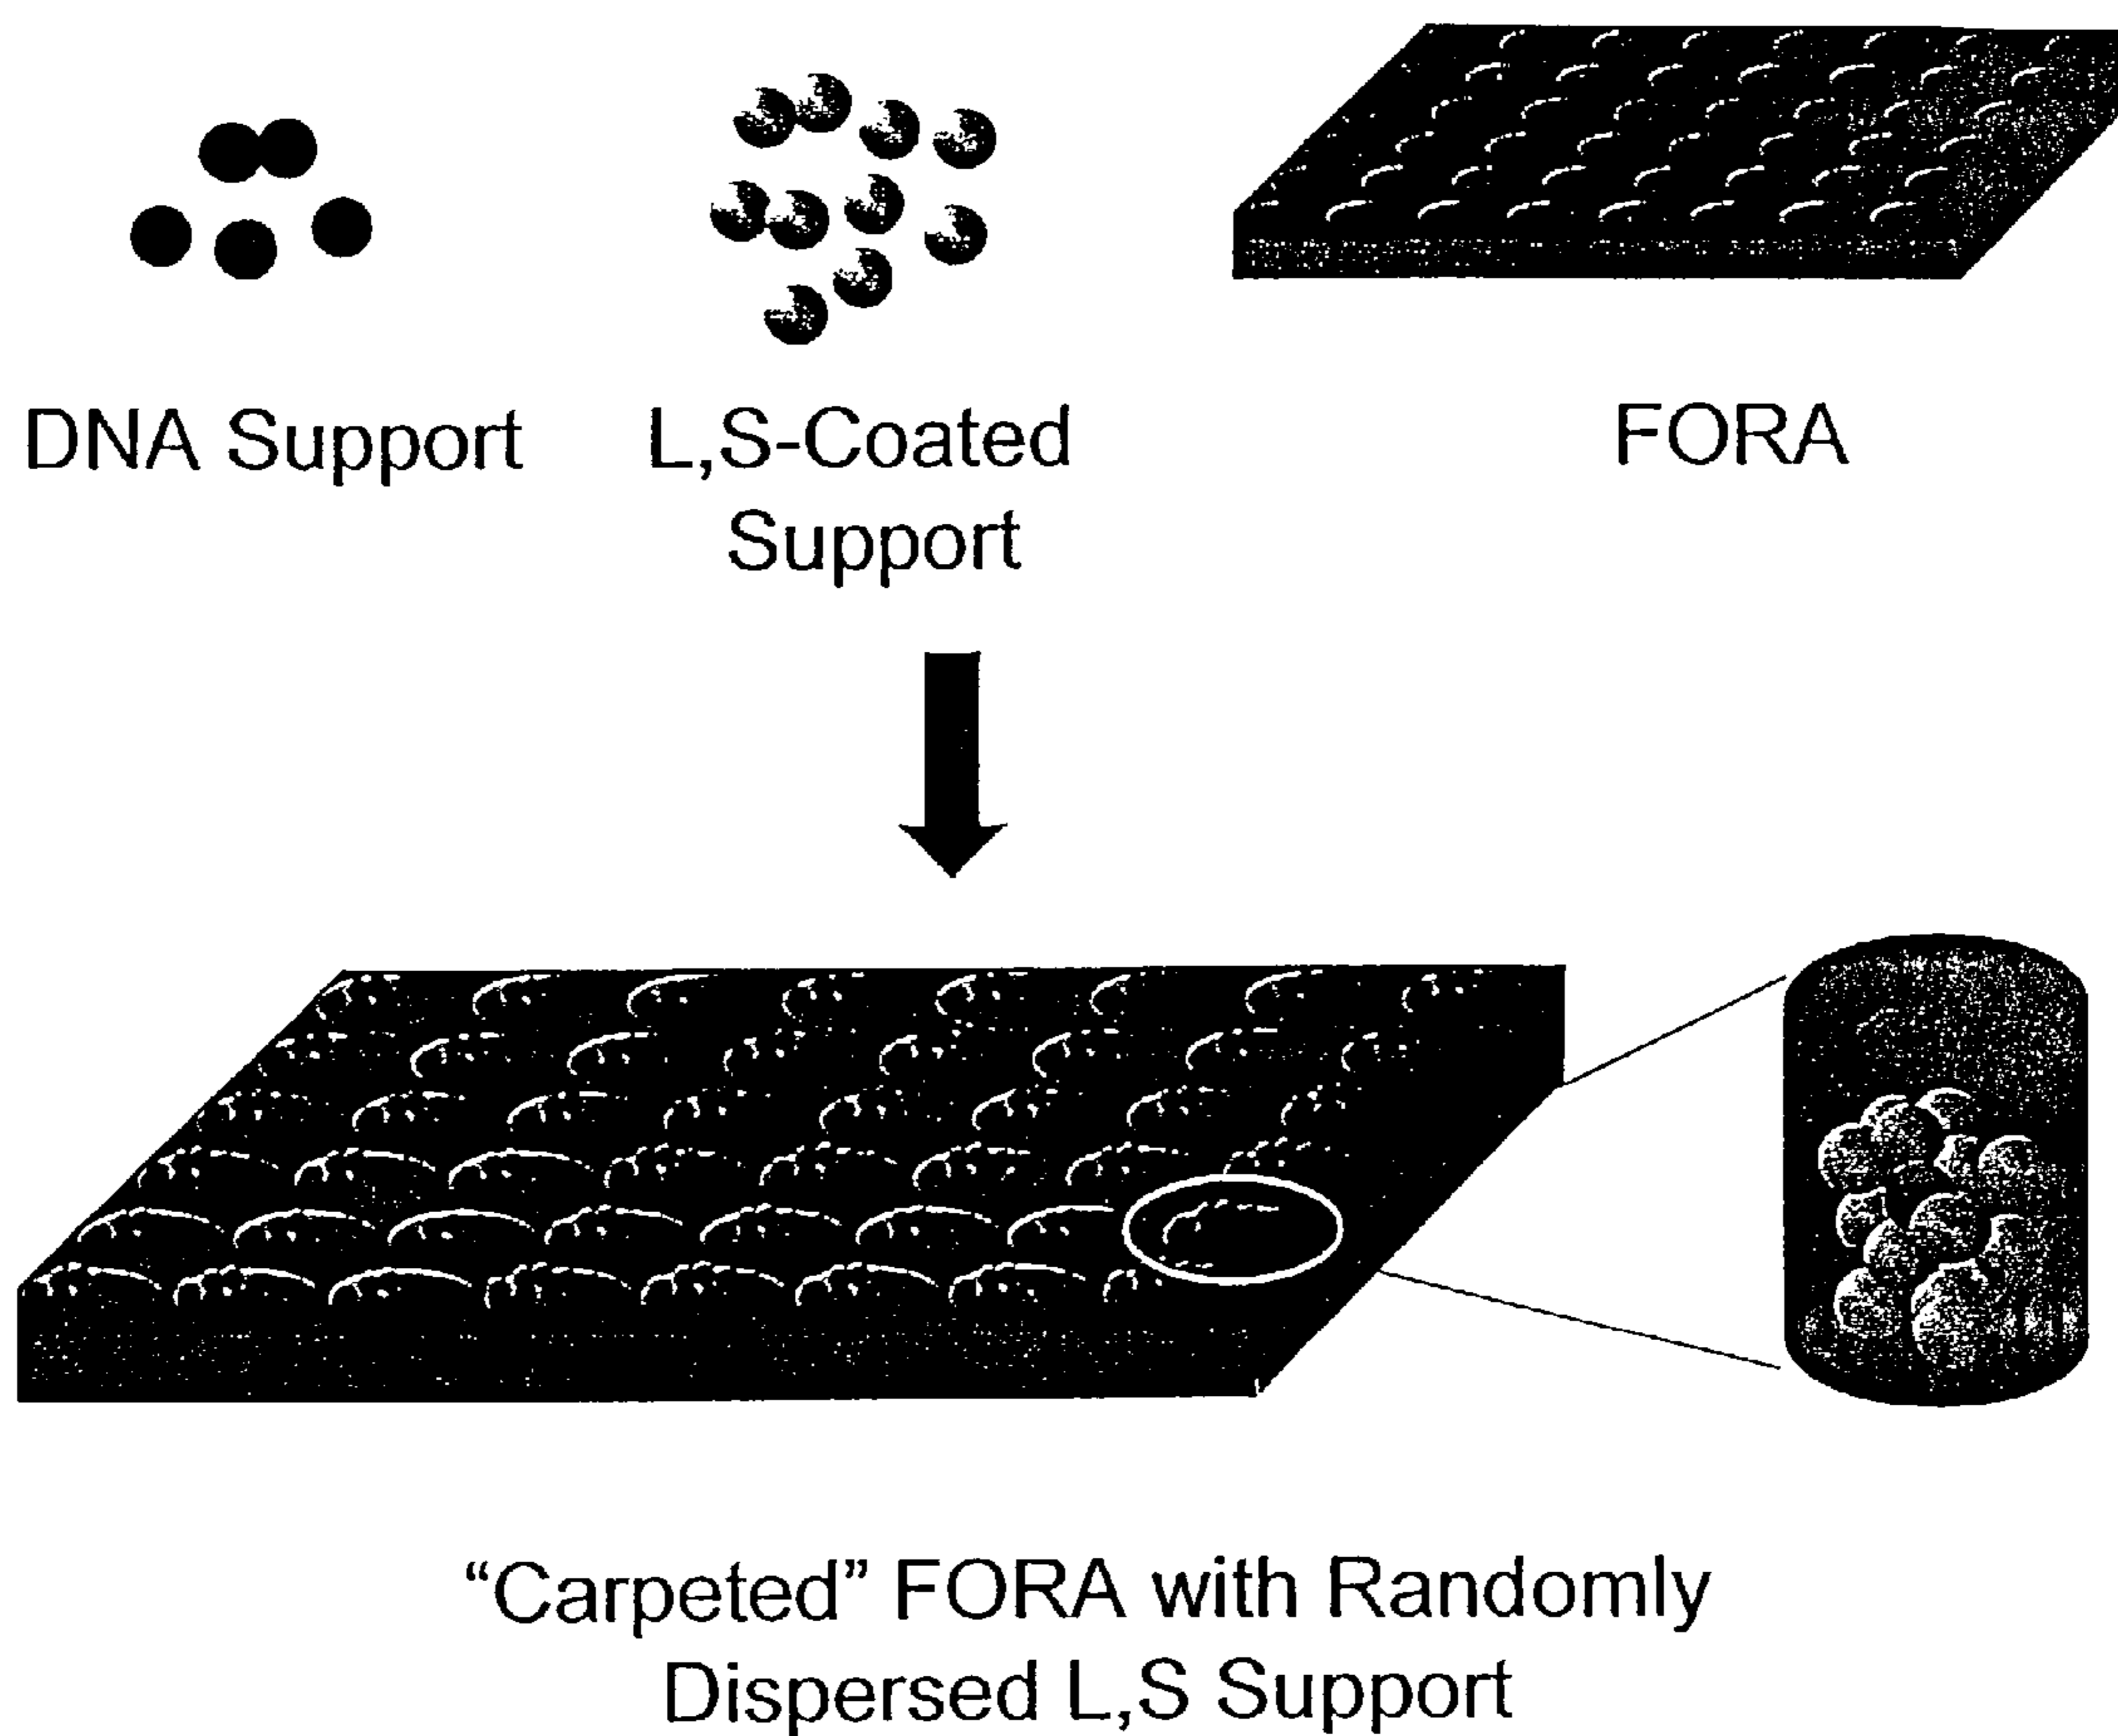 DNA Support
L,S-Coated
Support
FORA
“Carpeted” FORA with Randomly
Dispersed L,S Support